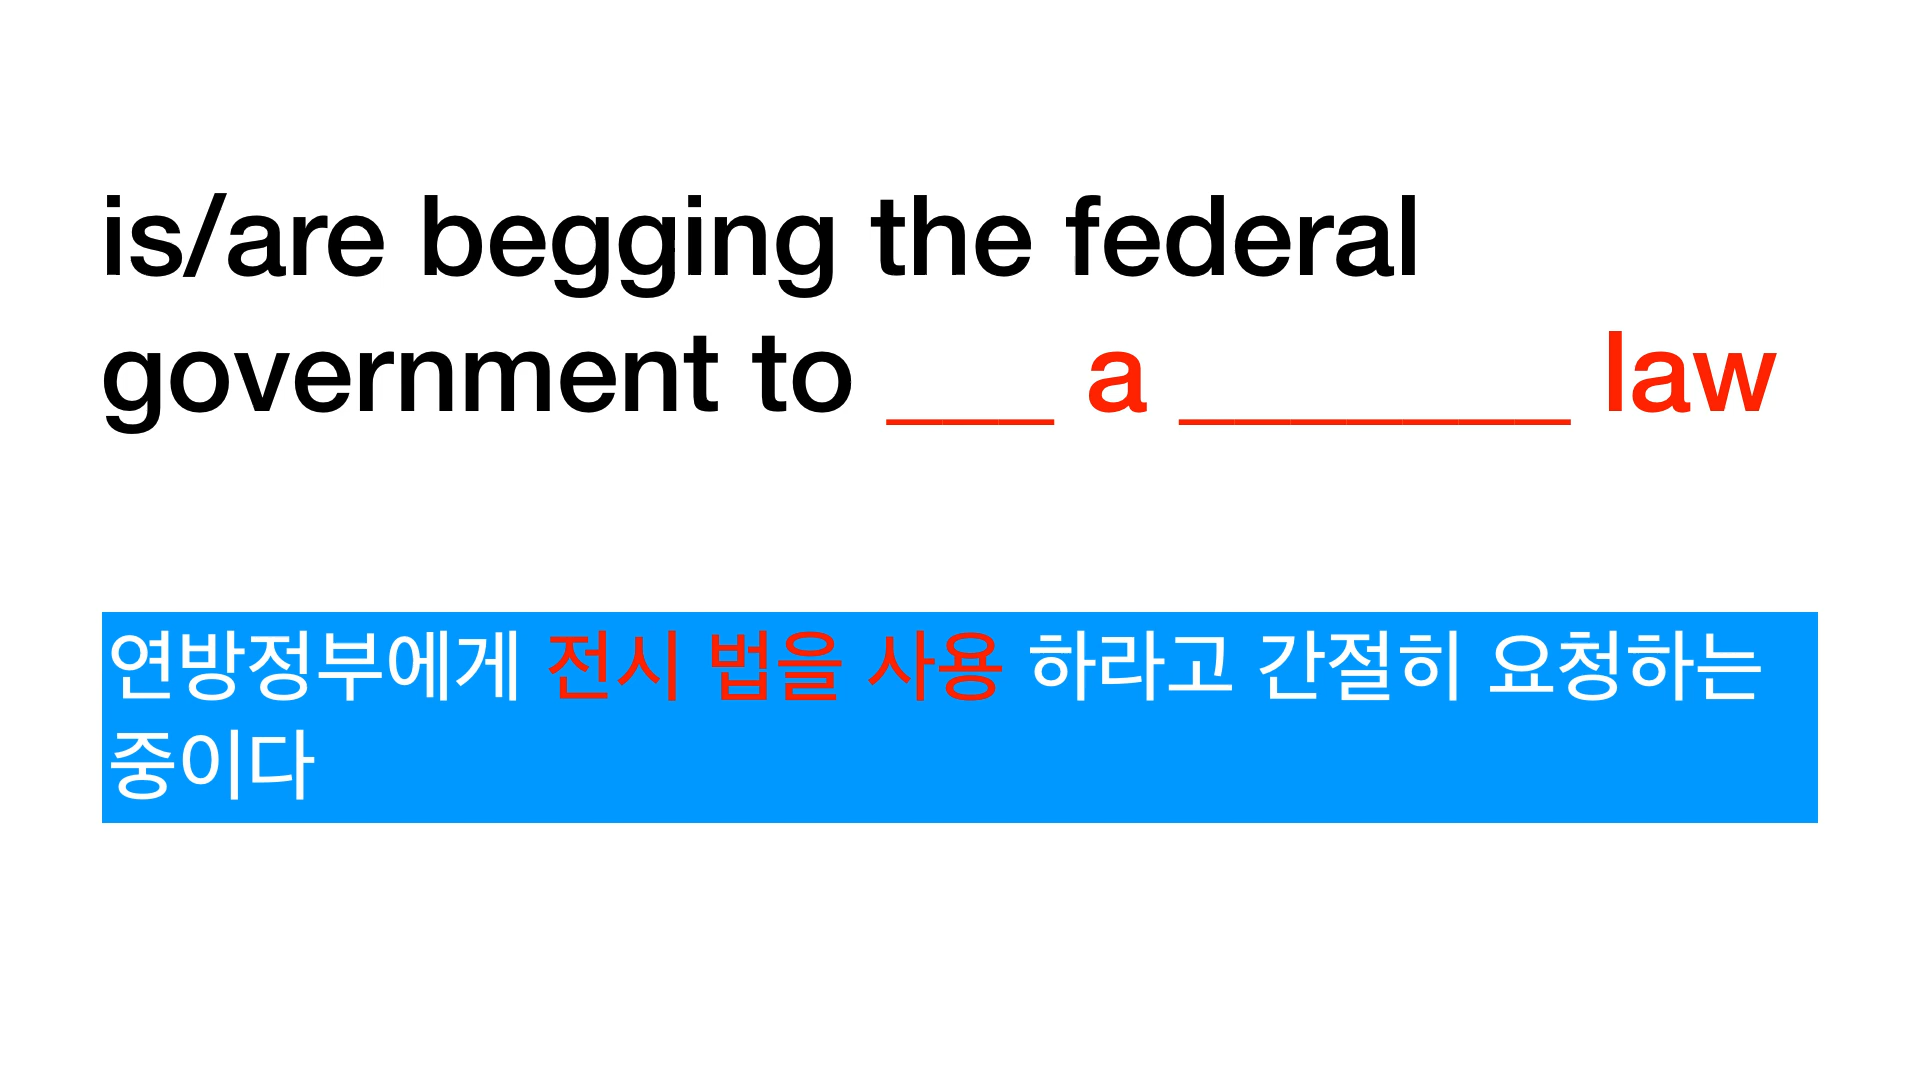 is/are begging the federal
government to ___ a _______ law
연방정부에게 전시 법을 사용 하라고 간절히 요청하는
중이다